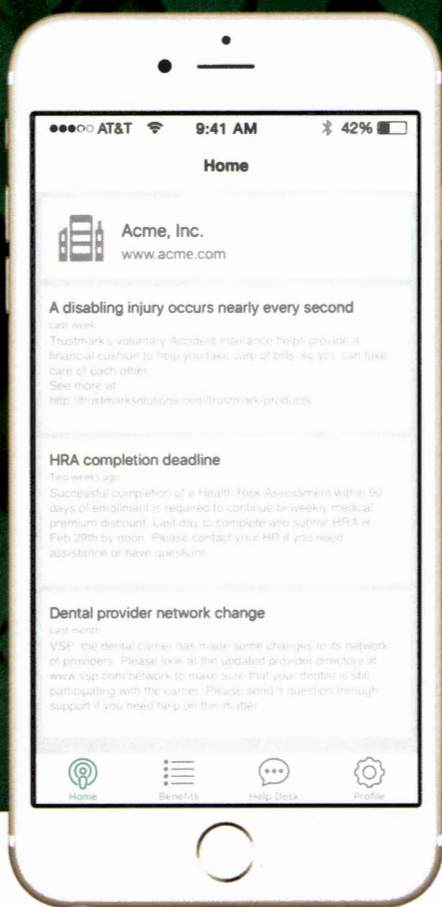 AT&T 9:41 AM 42%
Home
Acme, Inc.
www.acme.com
A disabling injury occurs nearly every second
Last week
Trustmark's voluntary Accident insurance helps provide a
financial cushion to help you take care of bills, so you can take
care of each other.
See more at
http://trustmarksolutions.com/trustmark-products
HRA completion deadline
Two weeks ago
Successful completion of a Health Risk Assessment within 90
days of enrollment is required to continue bi-weekly medical
premium discount. Last day to complete and submit HRA is
Feb 29th by noon. Please contact your HR if you need
assistance or have questions.
Dental provider network change
Last month
VSP, the dental carrier has made some changes to its network
of providers. Please look at the updated provider directory at
www.vsp.com/network to make sure that your dentist is still
participating with the carrier. Please send a question through
support if you need help on this matter.
Home Benefits Help Desk Profile